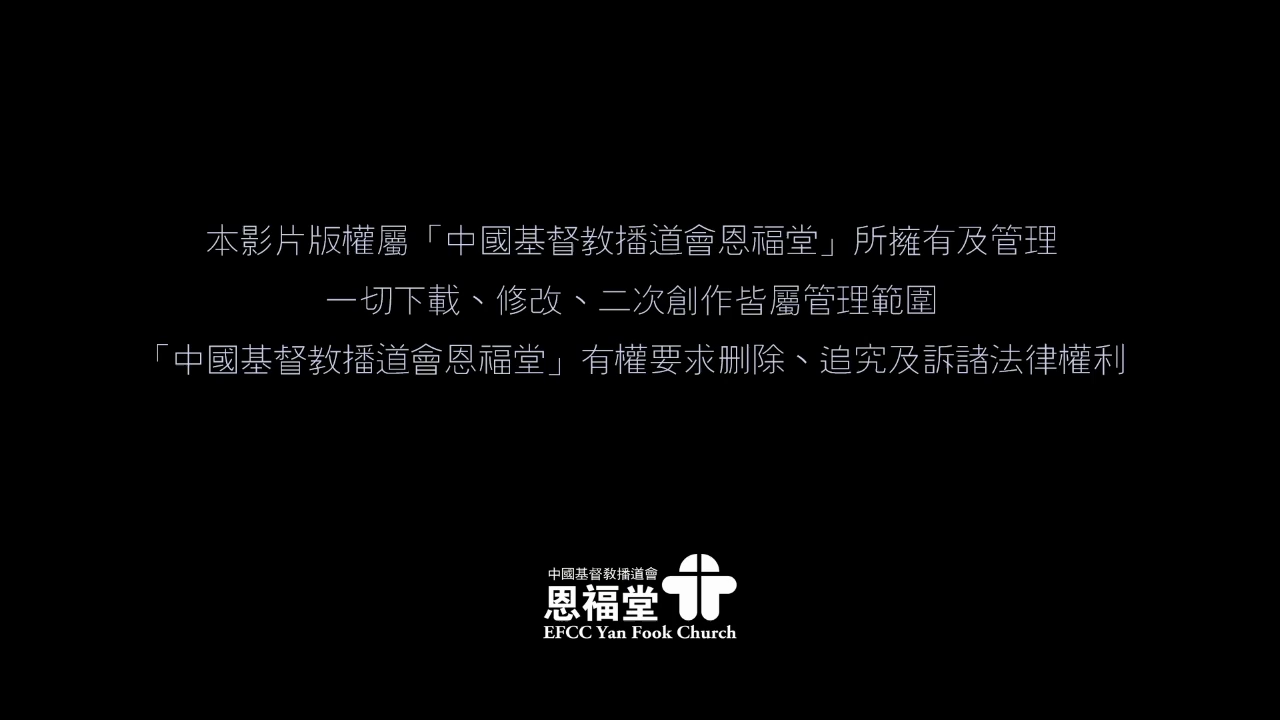 本影片版權屬「中國基督教播道會恩福堂」所擁有及管理
一切下載、修改、二次創作皆屬管理範圍
「中國基督教播道會恩福堂」有權要求刪除、追究及訴諸法律權利
中國基督教播道會
恩福堂
EFCC Yan Fook Church